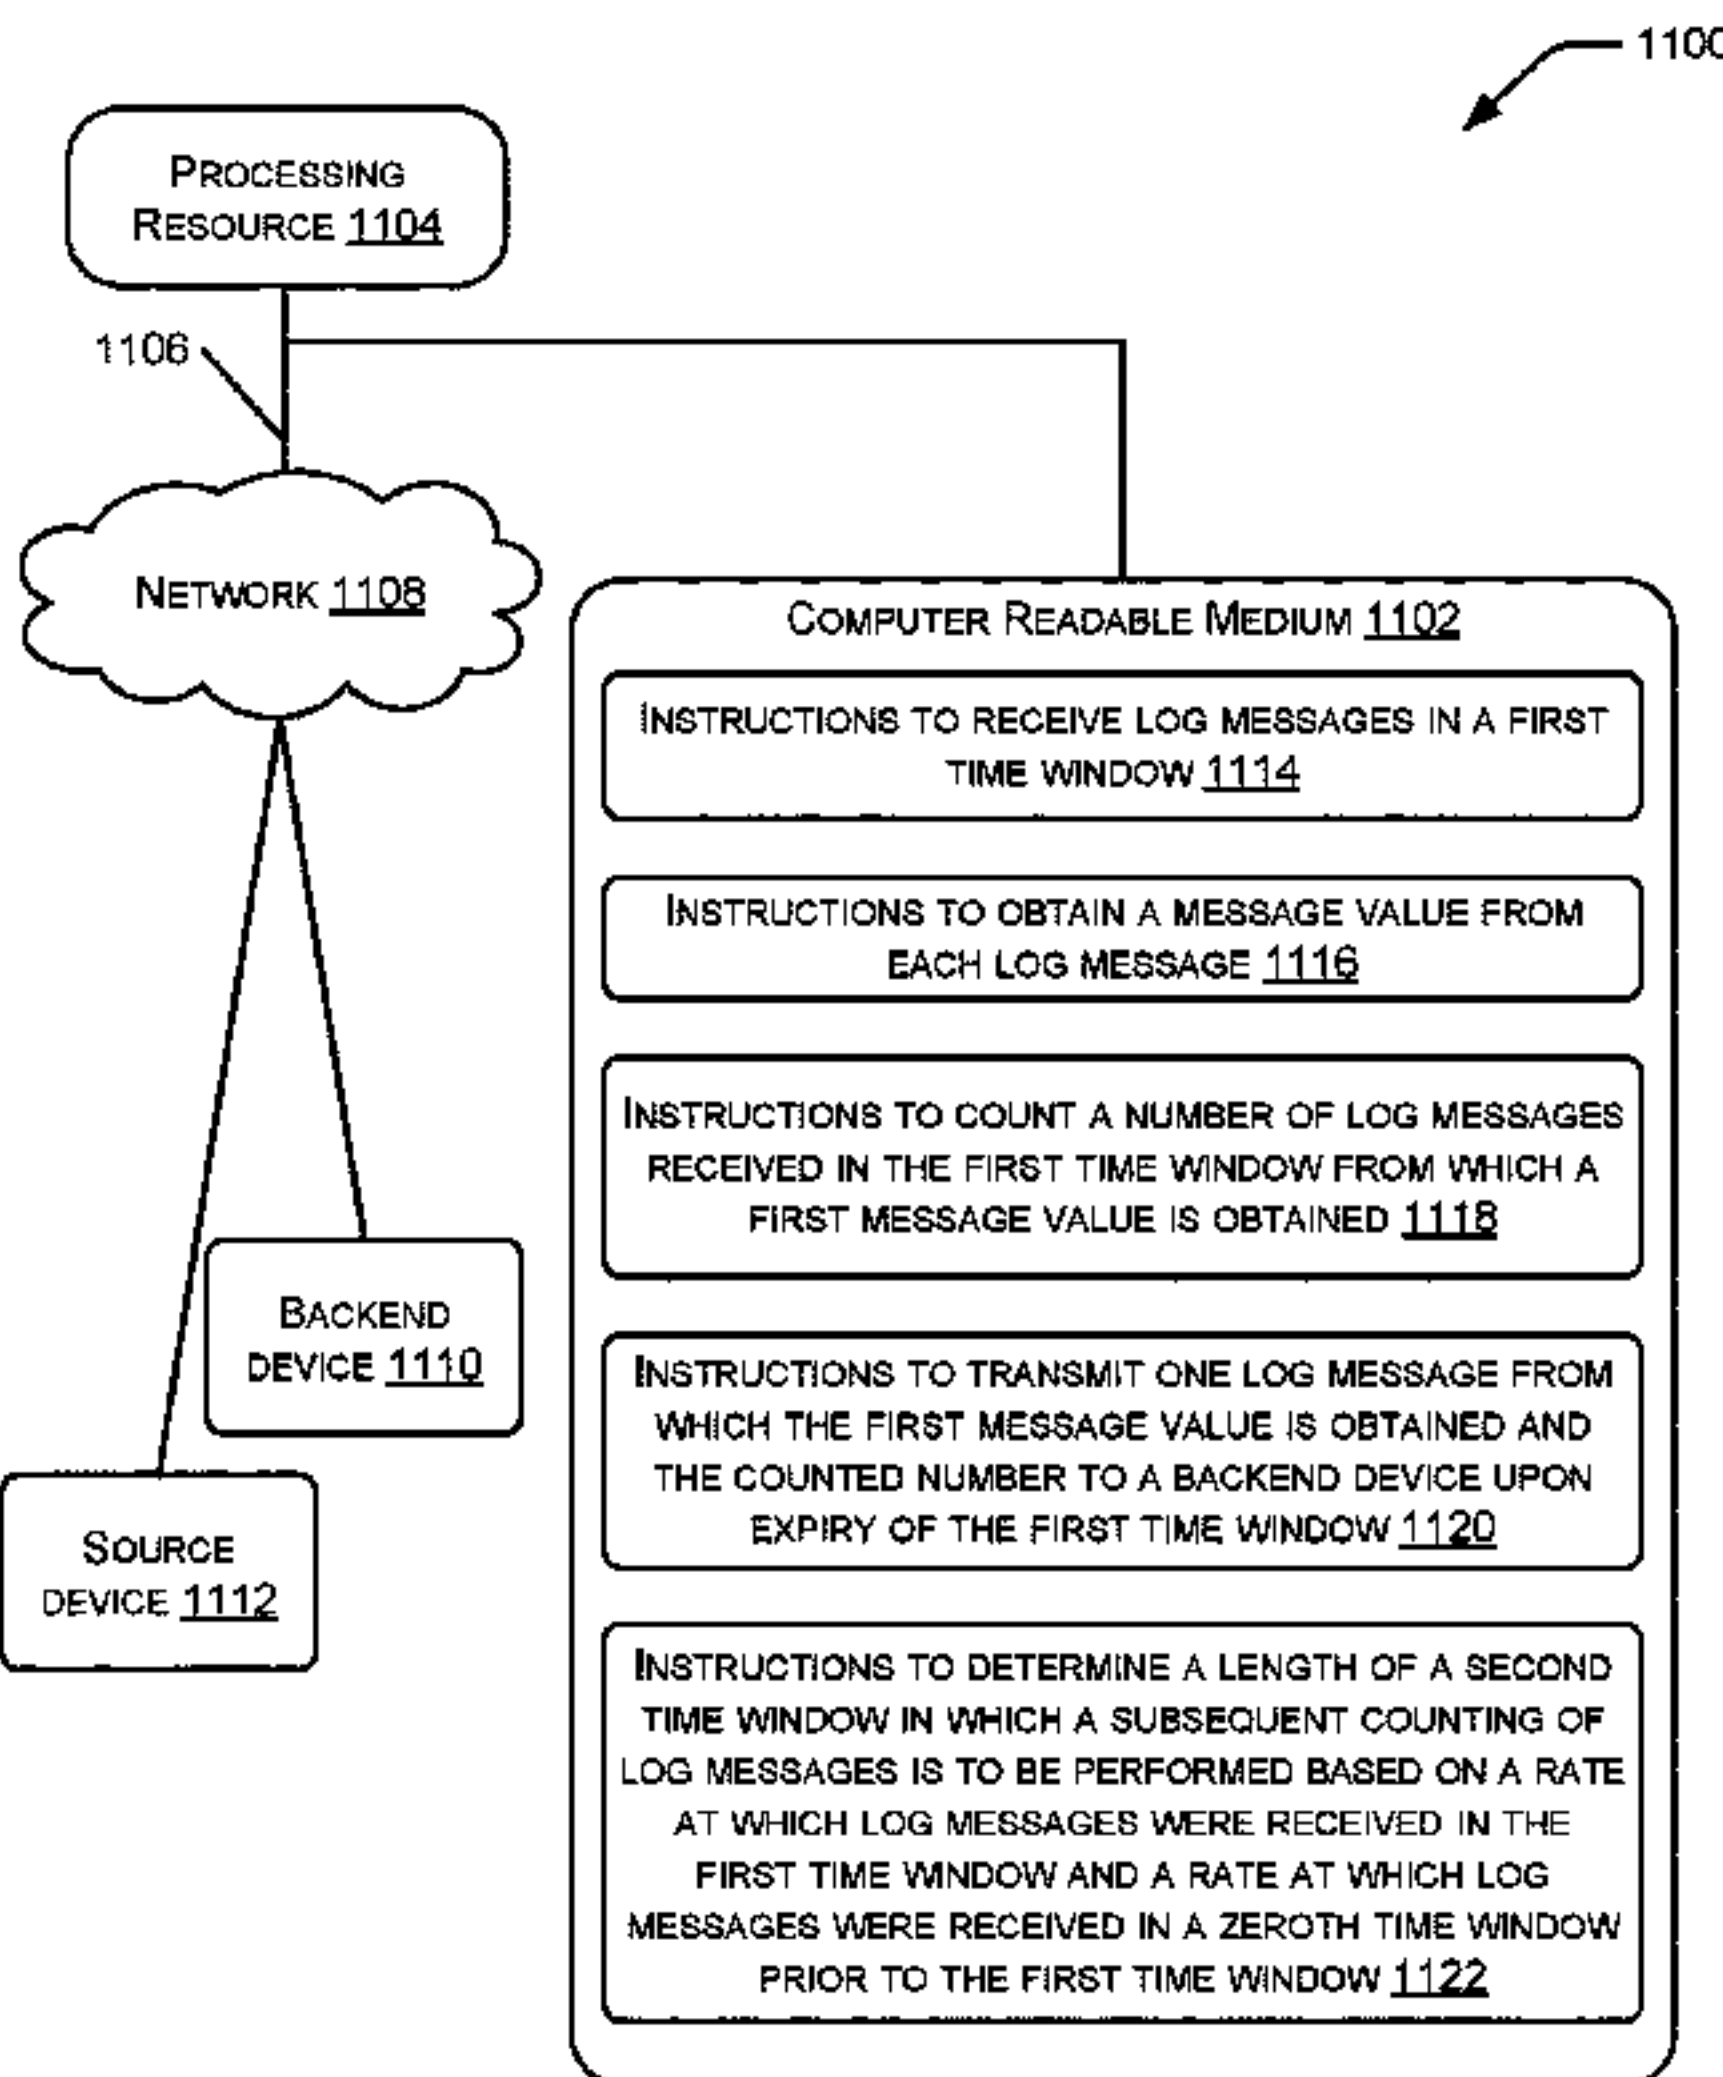 1100
PROCESSING
RESOURCE 1104
1106
NETWORK 1108
COMPUTER READABLE MEDIUM 1102
INSTRUCTIONS TO RECEIVE LOG MESSAGES IN A FIRST
TIME WINDOW 1114
INSTRUCTIONS TO OBTAIN A MESSAGE VALUE FROM
EACH LOG MESSAGE 1116
INSTRUCTIONS TO COUNT A NUMBER OF LOG MESSAGES
RECEIVED IN THE FIRST TIME WINDOW FROM WHICH A
FIRST MESSAGE VALUE IS OBTAINED 1118
BACKEND
DEVICE 1110
INSTRUCTIONS TO TRANSMIT ONE LOG MESSAGE FROM
WHICH THE FIRST MESSAGE VALUE IS OBTAINED AND
THE COUNTED NUMBER TO A BACKEND DEVICE UPON
EXPIRY OF THE FIRST TIME WINDOW 1120
SOURCE
DEVICE 1112
INSTRUCTIONS TO DETERMINE A LENGTH OF A SECOND
TIME WINDOW IN WHICH A SUBSEQUENT COUNTING OF
LOG MESSAGES IS TO BE PERFORMED BASED ON A RATE
AT WHICH LOG MESSAGES WERE RECEIVED IN THE
FIRST TIME WINDOW AND A RATE AT WHICH LOG
MESSAGES WERE RECEIVED IN A ZEROTH TIME WINDOW
PRIOR TO THE FIRST TIME WINDOW 1122